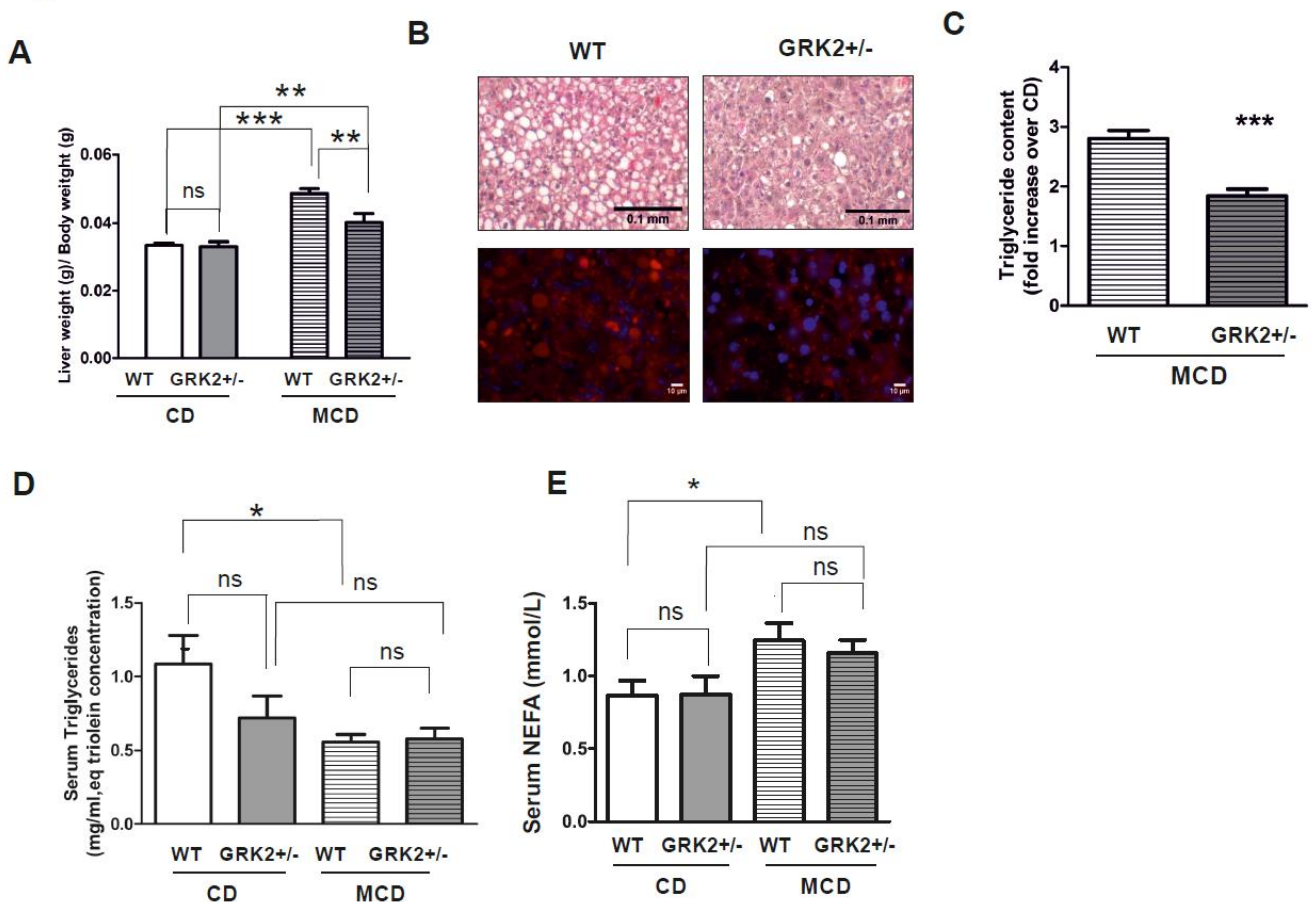 A
Liver weight (g)/ Body weitght (g)
0.06
0.04
0.02
0.00
ns
***
**
**
WT GRK2+/- WT GRK2+/-
CD MCD
B
WT GRK2+/-
0.1 mm
0.1 mm
10 µm
10 µm
C
Triglyceride content
(fold increase over CD)
4
3
2
1
0
***
WT GRK2+/-
MCD
D
Serum Triglycerides
(mg/ml,eq triolein concentration)
1.5
1.0
0.5
0.0
*
ns
ns
ns
WT GRK2+/- WT GRK2+/-
CD MCD
E
Serum NEFA (mmol/L)
1.5
1.0
0.5
0.0
*
ns
ns
ns
WT GRK2+/- WT GRK2+/-
CD MCD